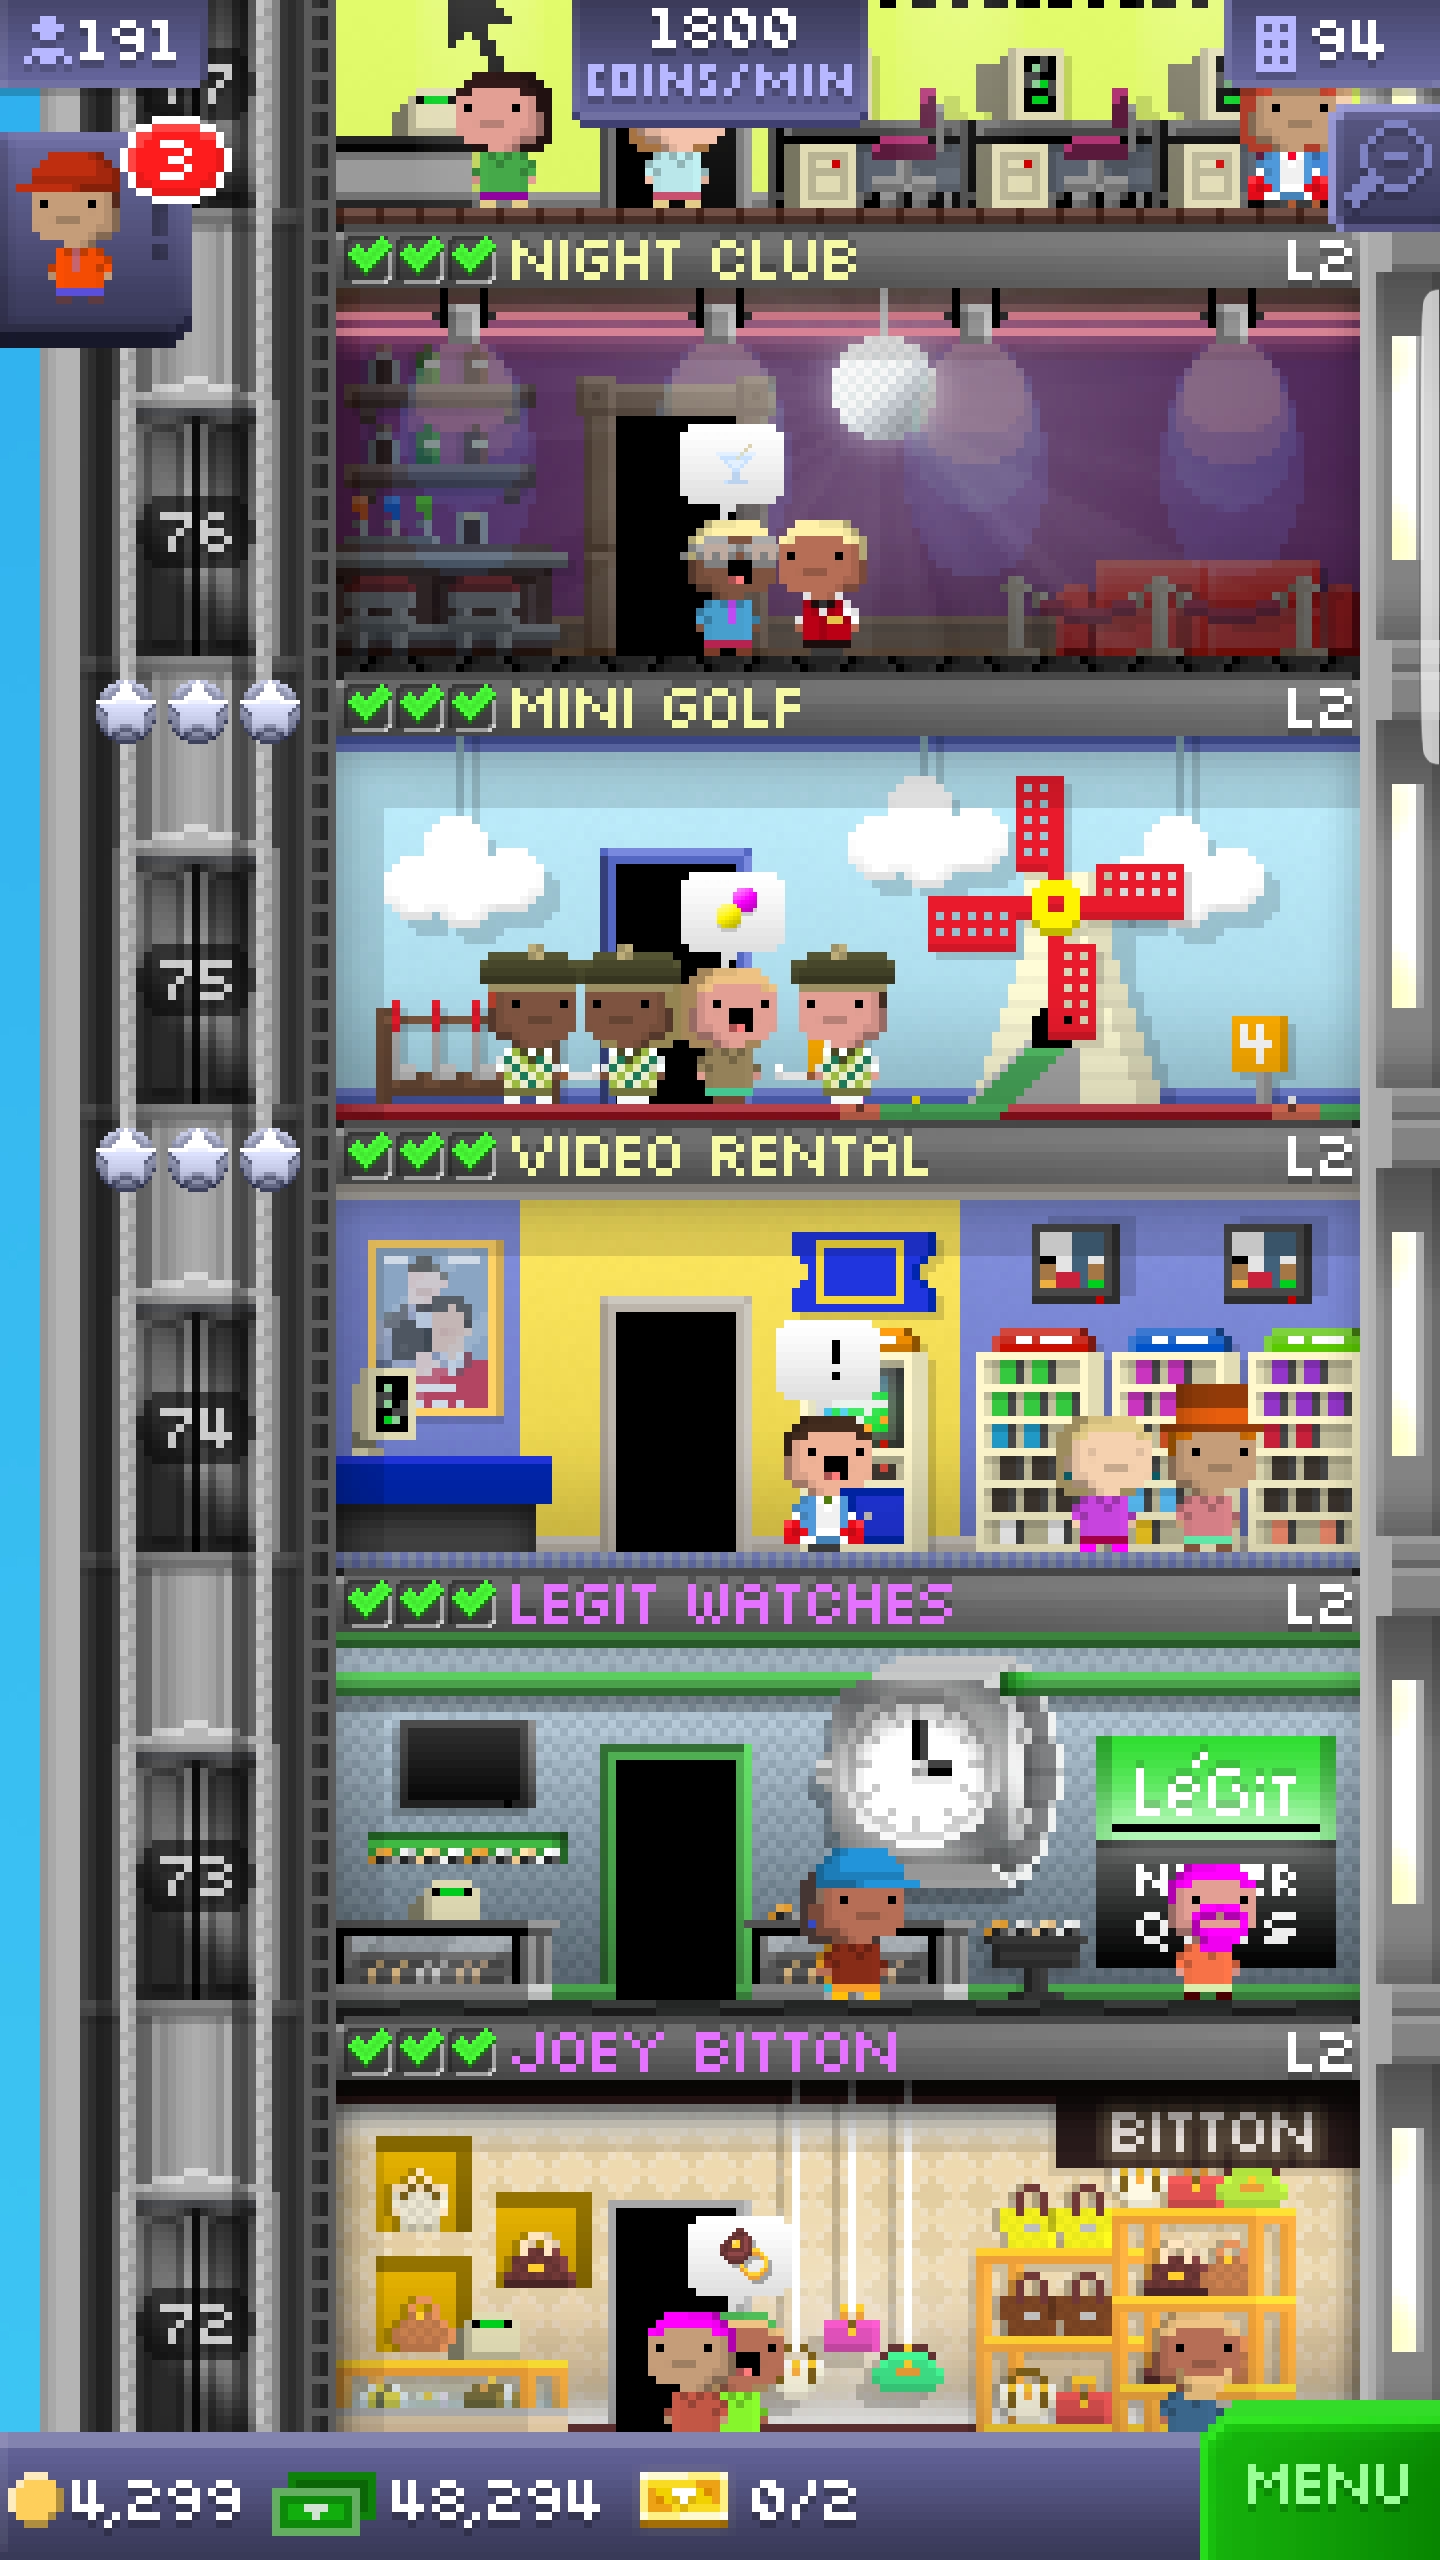 191
1800
COINS/MIN
94
3
NIGHT CLUB L2
76
MINI GOLF L2
75
4
VIDEO RENTAL L2
!
74
LEGIT WATCHES L2
LéGiT
73
JOEY BITTON L2
BITTON
72
4,299 48,294 0/2
MENU